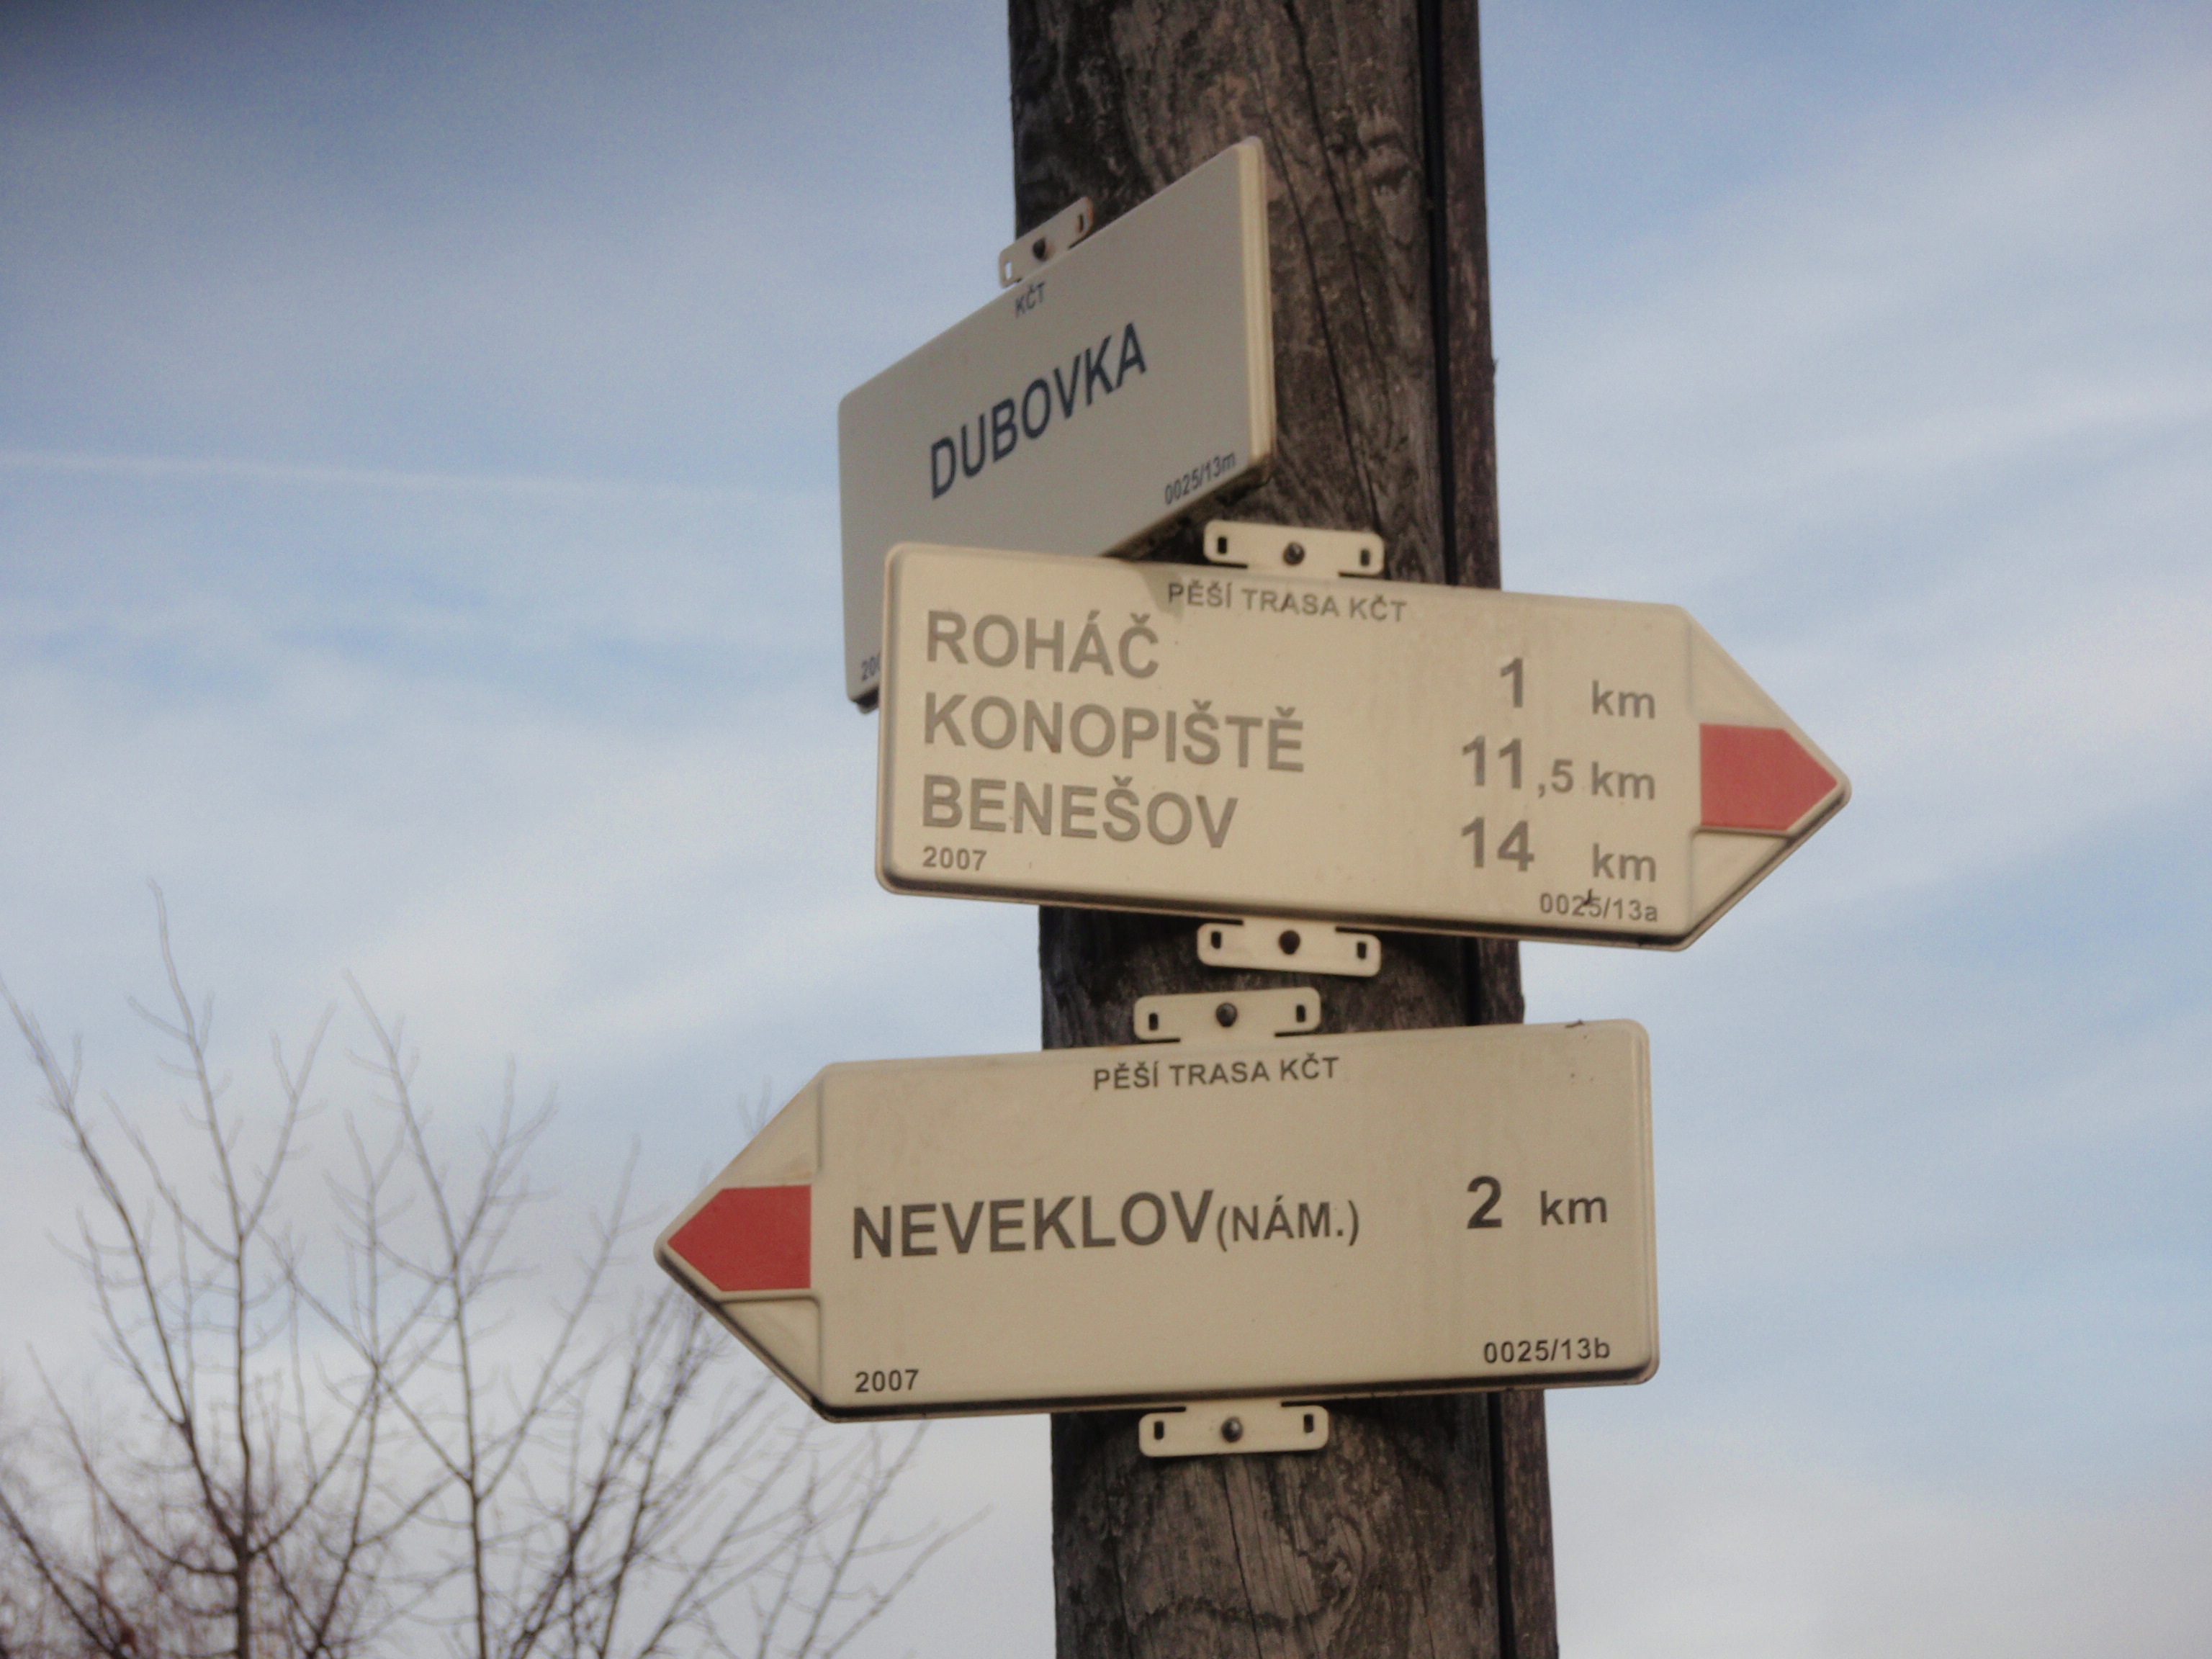 KČT
DUBOVKA
0025/13m
PĚŠÍ TRASA KČT
ROHÁČ 1 km
KONOPIŠTĚ 11,5 km
BENEŠOV 14 km
2007 0025/13a
PĚŠÍ TRASA KČT
NEVEKLOV(NÁM.) 2 km
2007 0025/13b